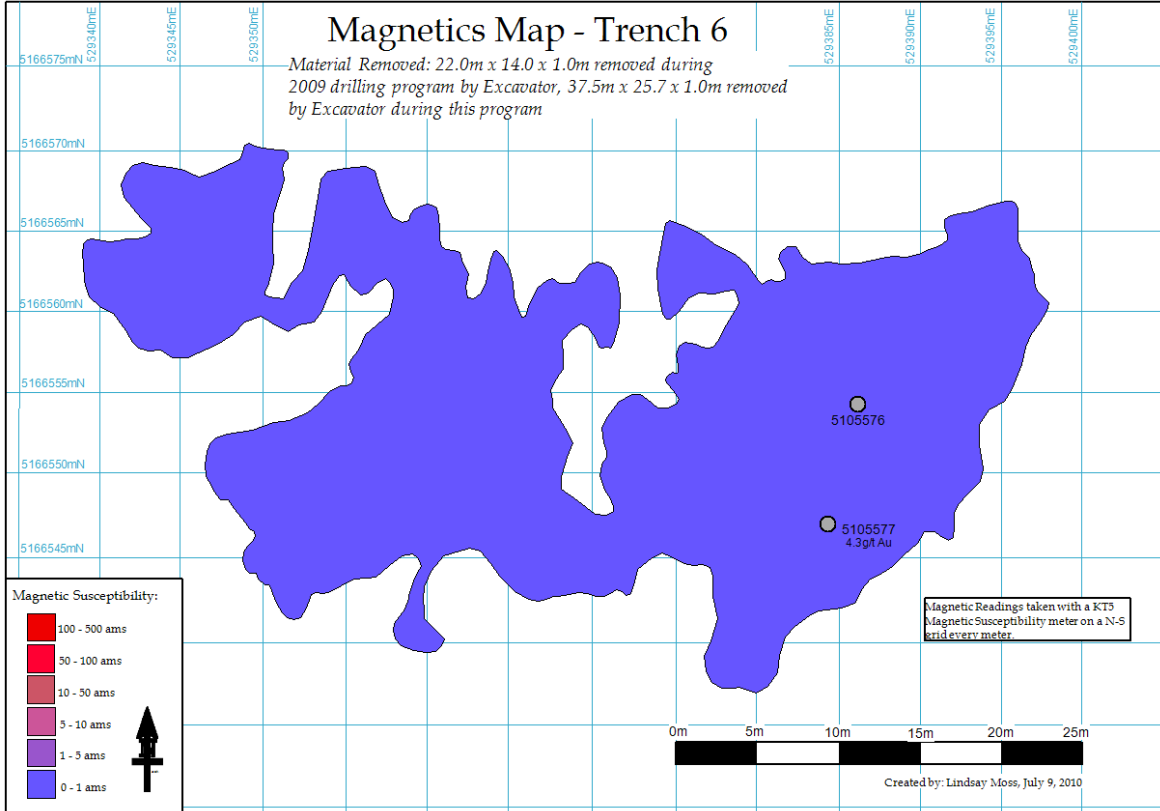 Magnetics Map - Trench 6
Material Removed: 22.0m x 14.0 x 1.0m removed during
2009 drilling program by Excavator, 37.5m x 25.7 x 1.0m removed
by Excavator during this program
529340mE
529345mE
529350mE
529385mE
529390mE
529395mE
529400mE
5166575mN
5166570mN
5166565mN
5166560mN
5166555mN
5166550mN
5166545mN
5105576
5105577
4.3g/t Au
Magnetic Susceptibility:
100 - 500 ams
50 - 100 ams
10 - 50 ams
5 - 10 ams
1 - 5 ams
0 - 1 ams
Magnetic Readings taken with a KT5
Magnetic Susceptibility meter on a N-S
grid every meter.
0m 5m 10m 15m 20m 25m
Created by: Lindsay Moss, July 9, 2010